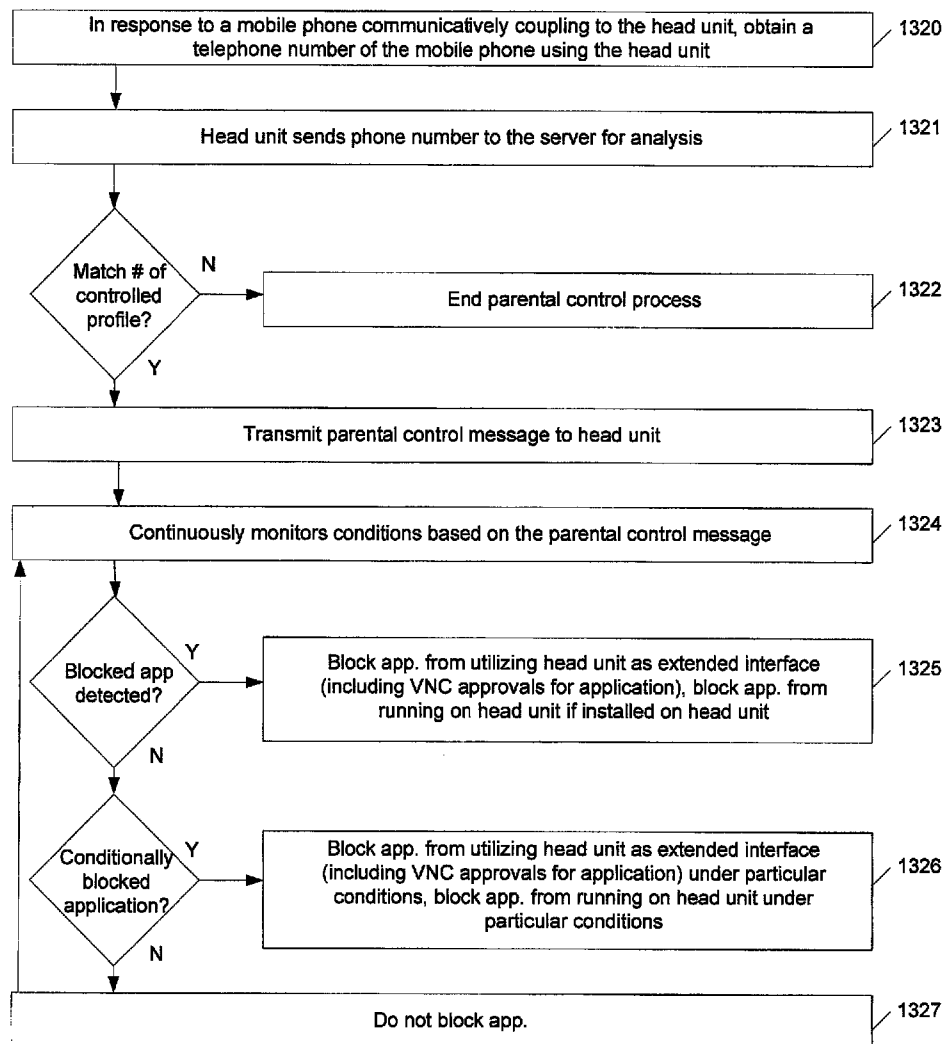 In response to a mobile phone communicatively coupling to the head unit, obtain a
telephone number of the mobile phone using the head unit
1320
Head unit sends phone number to the server for analysis
1321
Match # of
controlled
profile?
N
Y
End parental control process
1322
Transmit parental control message to head unit
1323
Continuously monitors conditions based on the parental control message
1324
Blocked app
detected?
Y
N
Block app. from utilizing head unit as extended interface
(including VNC approvals for application), block app. from
running on head unit if installed on head unit
1325
Conditionally
blocked
application?
Y
N
Block app. from utilizing head unit as extended interface
(including VNC approvals for application) under particular
conditions, block app. from running on head unit under
particular conditions
1326
Do not block app.
1327